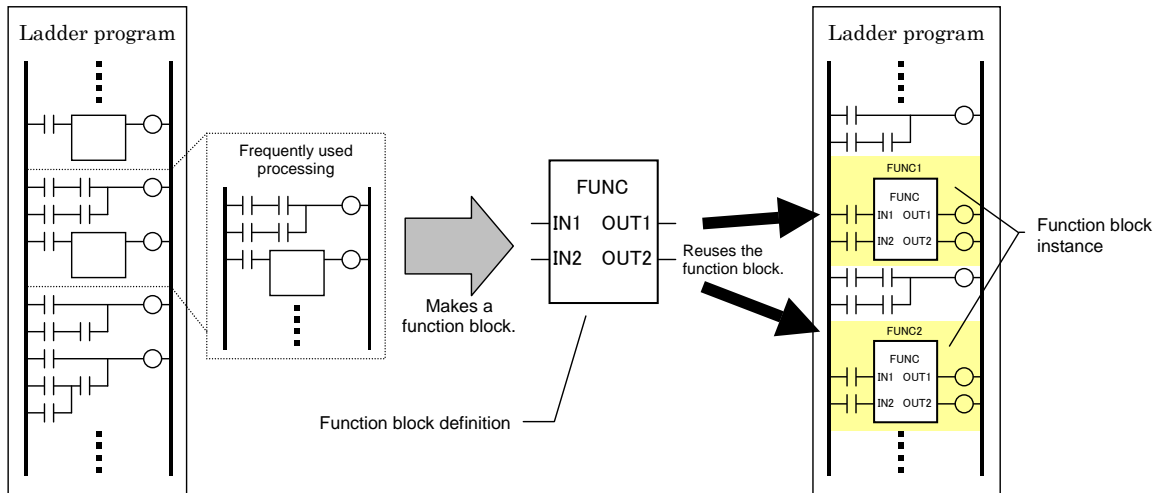 Ladder program
Frequently used
processing
Makes a
function block.
FUNC
IN1 OUT1
IN2 OUT2
Function block definition
Reuses the
function block.
Ladder program
FUNC1
FUNC
IN1 OUT1
IN2 OUT2
FUNC2
FUNC
IN1 OUT1
IN2 OUT2
Function block
instance